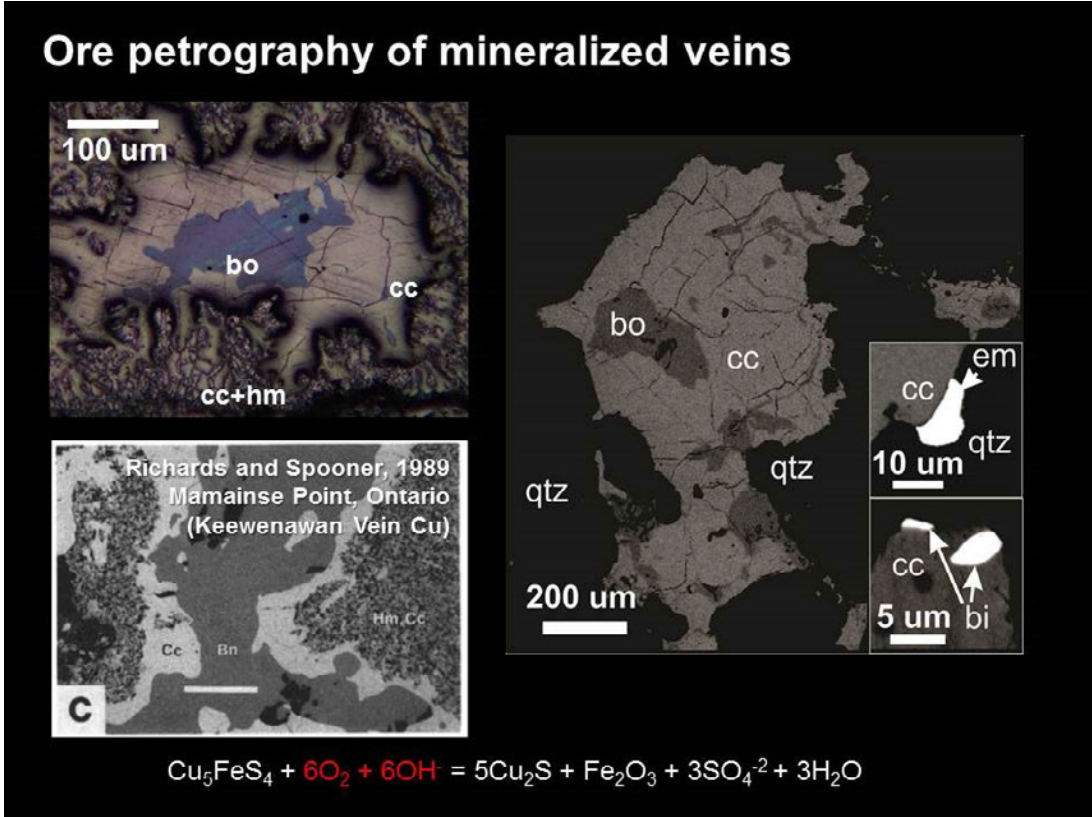 Ore petrography of mineralized veins
100 um
bo
cc
cc+hm
Richards and Spooner, 1989
Mamainse Point, Ontario
(Keewenawan Vein Cu)
Hm,Cc
Cc
Bn
C
bo
cc
qtz
qtz
200 um
em
cc
qtz
10 um
cc
bi
5 um
Cu₅FeS₄ + 6O₂ + 6OH⁻ = 5Cu₂S + Fe₂O₃ + 3SO₄⁻² + 3H₂O